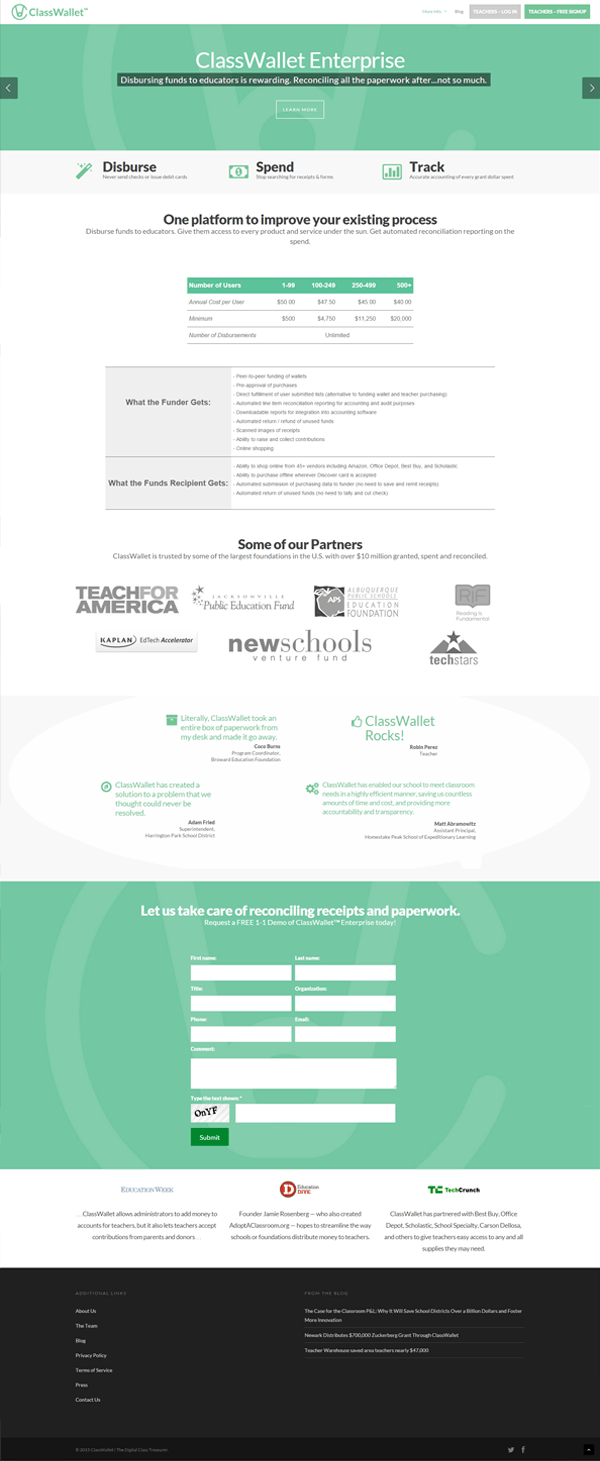 ClassWallet™
More Info
Blog
TEACHERS – LOG IN
TEACHERS – FREE SIGNUP
ClassWallet Enterprise
Disbursing funds to educators is rewarding. Reconciling all the paperwork after...not so much.
LEARN MORE
Disburse
Never send checks or issue debit cards
Spend
Stop searching for receipts & forms
Track
Accurate accounting of every grant dollar spent
One platform to improve your existing process
Disburse funds to educators. Give them access to every product and service under the sun. Get automated reconciliation reporting on the
spend.
Number of Users 1-99 100-249 250-499 500+
Annual Cost per User $50.00 $47.50 $45.00 $40.00
Minimum $500 $4,750 $11,250 $20,000
Number of Disbursements Unlimited
What the Funder Gets:
- Peer-to-peer funding of wallets
- Pre-approval of purchases
- Direct fulfillment of user submitted lists (alternative to funding wallet and teacher purchasing)
- Automated line item reconciliation reporting for accounting and audit purposes
- Downloadable reports for integration into accounting software
- Automated return / refund of unused funds
- Scanned images of receipts
- Ability to raise and collect contributions
- Online shopping
What the Funds Recipient Gets:
- Ability to shop online from 45+ vendors including Amazon, Office Depot, Best Buy, and Scholastic
- Ability to purchase offline wherever Discover card is accepted
- Automated submission of purchasing data to funder (no need to save and remit receipts)
- Automated return of unused funds (no need to tally and cut check)
Some of our Partners
ClassWallet is trusted by some of the largest foundations in the U.S. with over $10 million granted, spent and reconciled.
TEACHFOR
AMERICA
JACKSONVILLE
Public Education Fund
APS
ALBUQUERQUE
PUBLIC SCHOOLS
EDUCATION
FOUNDATION
RIF
Reading Is
Fundamental
KAPLAN EdTech Accelerator
newschools
venture fund
techstars
Literally, ClassWallet took an
entire box of paperwork from
my desk and made it go away.
Coco Burns
Program Coordinator,
Broward Education Foundation
ClassWallet
Rocks!
Robin Perez
Teacher
ClassWallet has created a
solution to a problem that we
thought could never be
resolved.
Adam Fried
Superintendent,
Harrington Park School District
ClassWallet has enabled our school to meet classroom
needs in a highly efficient manner, saving us countless
amounts of time and cost, and providing more
accountability and transparency.
Matt Abramowitz
Assistant Principal,
Homestake Peak School of Expeditionary Learning
Let us take care of reconciling receipts and paperwork.
Request a FREE 1-1 Demo of ClassWallet™ Enterprise today!
First name: Last name:
Title: Organization:
Phone: Email:
Comment:
Type the text shown: *
OnYF
Submit
EDUCATION WEEK
...ClassWallet allows administrators to add money to
accounts for teachers, but it also lets teachers accept
contributions from parents and donors...
D Education
DIVE
Founder Jamie Rosenberg — who also created
AdoptAClassroom.org — hopes to streamline the way
schools or foundations distribute money to teachers.
TC TechCrunch
ClassWallet has partnered with Best Buy, Office
Depot, Scholastic, School Specialty, Carson Dellosa,
and others to give teachers easy access to any and all
supplies they may need.
ADDITIONAL LINKS
About Us
The Team
Blog
Privacy Policy
Terms of Service
Press
Contact Us
FROM THE BLOG
The Case for the Classroom P&L: Why It Will Save School Districts Over a Billion Dollars and Foster
More Innovation
Newark Distributes $700,000 Zuckerberg Grant Through ClassWallet
Teacher Warehouse saved area teachers nearly $47,000
© 2015 ClassWallet | The Digital Class Treasurer